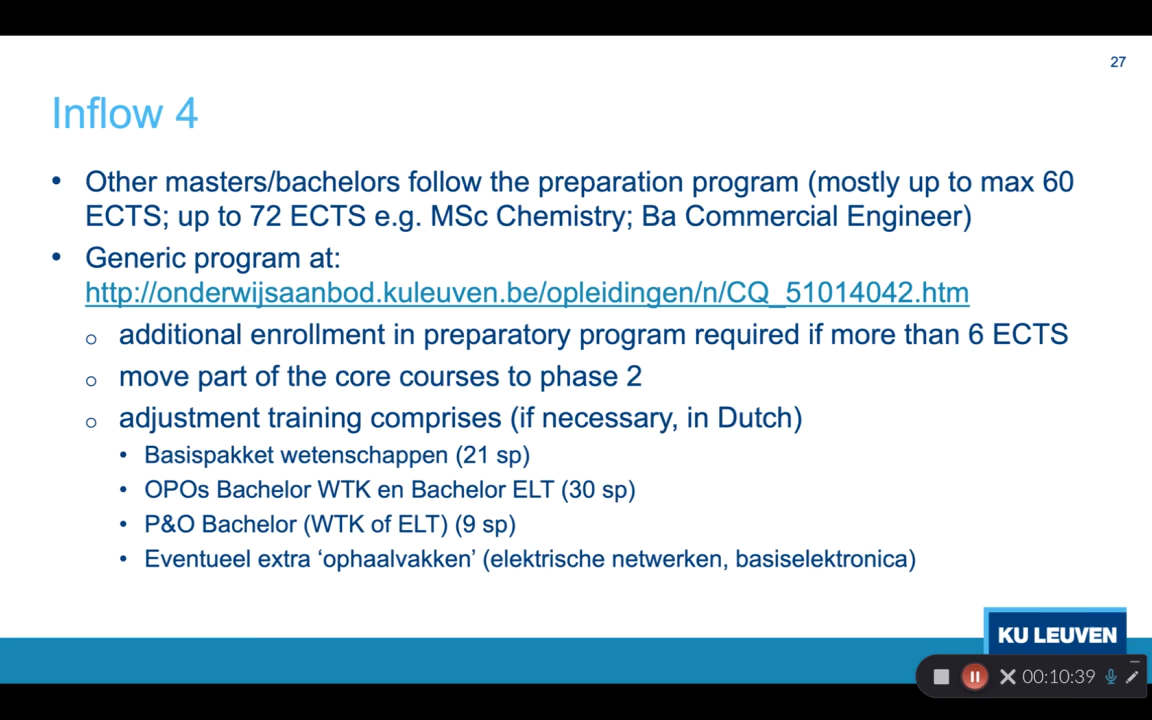 27
Inflow 4
• Other masters/bachelors follow the preparation program (mostly up to max 60
ECTS; up to 72 ECTS e.g. MSc Chemistry; Ba Commercial Engineer)
• Generic program at:
http://onderwijsaanbod.kuleuven.be/opleidingen/n/CQ_51014042.htm
o additional enrollment in preparatory program required if more than 6 ECTS
o move part of the core courses to phase 2
o adjustment training comprises (if necessary, in Dutch)
• Basispakket wetenschappen (21 sp)
• OPOs Bachelor WTK en Bachelor ELT (30 sp)
• P&O Bachelor (WTK of ELT) (9 sp)
• Eventueel extra ‘ophaalvakken’ (elektrische netwerken, basiselektronica)
KU LEUVEN
00:10:39